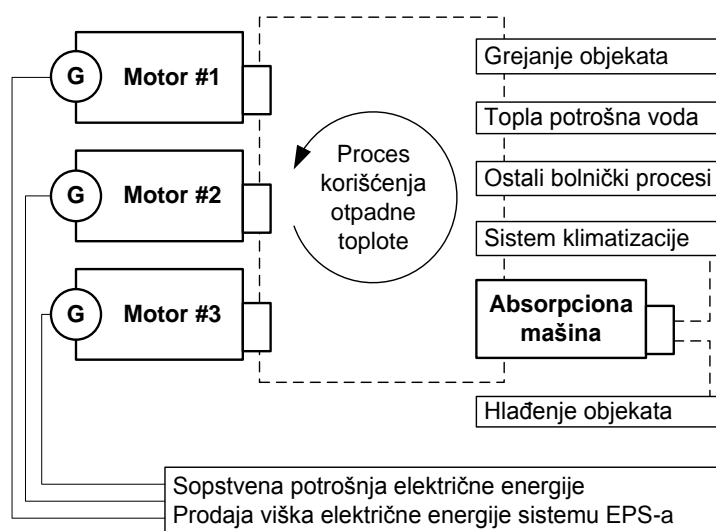 G
Motor #1
G
Motor #2
G
Motor #3
Proces
korišćenja
otpadne
toplote
Grejanje objekata
Topla potrošna voda
Ostali bolnički procesi
Sistem klimatizacije
Absorpciona
mašina
Hlađenje objekata
Sopstvena potrošnja električne energije
Prodaja viška električne energije sistemu EPS-a